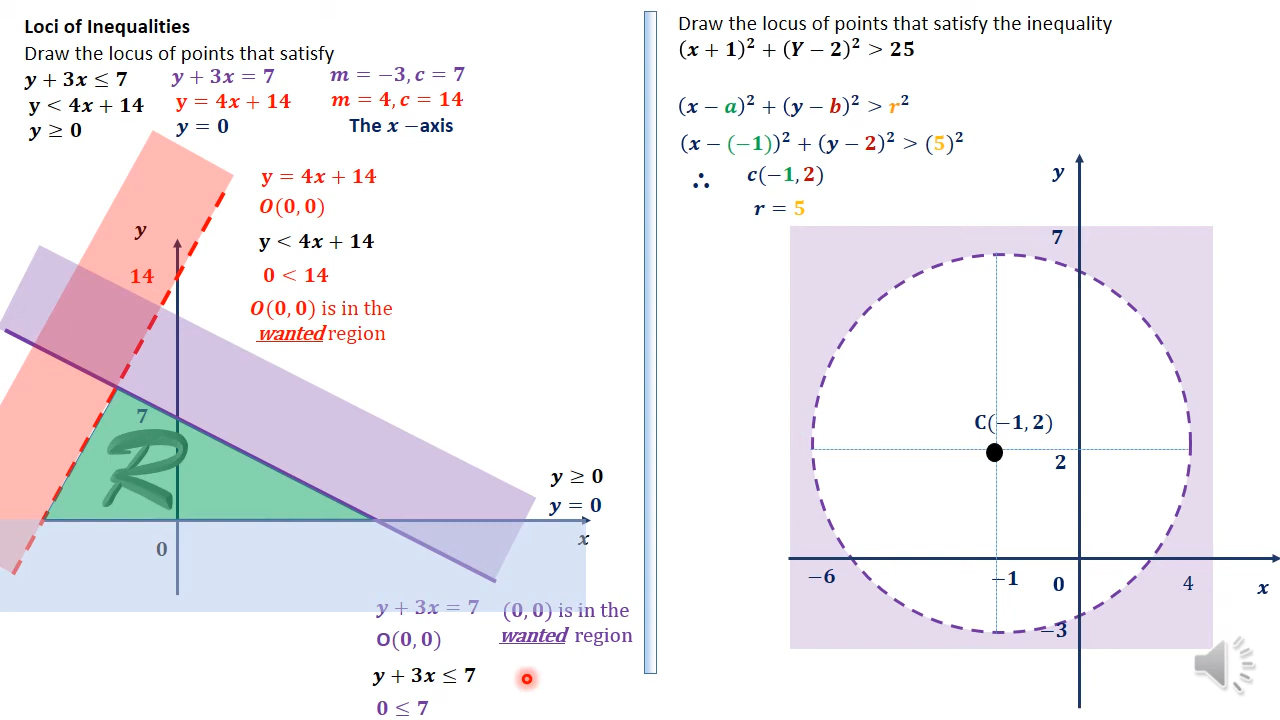 Loci of Inequalities
Draw the locus of points that satisfy
y + 3x ≤ 7 y + 3x = 7 m = −3, c = 7
y < 4x + 14 y = 4x + 14 m = 4, c = 14
y ≥ 0 y = 0 The x −axis
y = 4x + 14
O(0, 0)
y < 4x + 14
0 < 14
O(0, 0) is in the
wanted region
y
14
7
R
y ≥ 0
y = 0
x
0
y + 3x = 7 (0, 0) is in the
O(0, 0) wanted region
y + 3x ≤ 7
0 ≤ 7
Draw the locus of points that satisfy the inequality
(x + 1)² + (Y − 2)² > 25
(x − a)² + (y − b)² > r²
(x − (−1))² + (y − 2)² > (5)²
∴ c(−1, 2)
r = 5
y
7
C(−1, 2)
2
−6 −1 0 4 x
−3